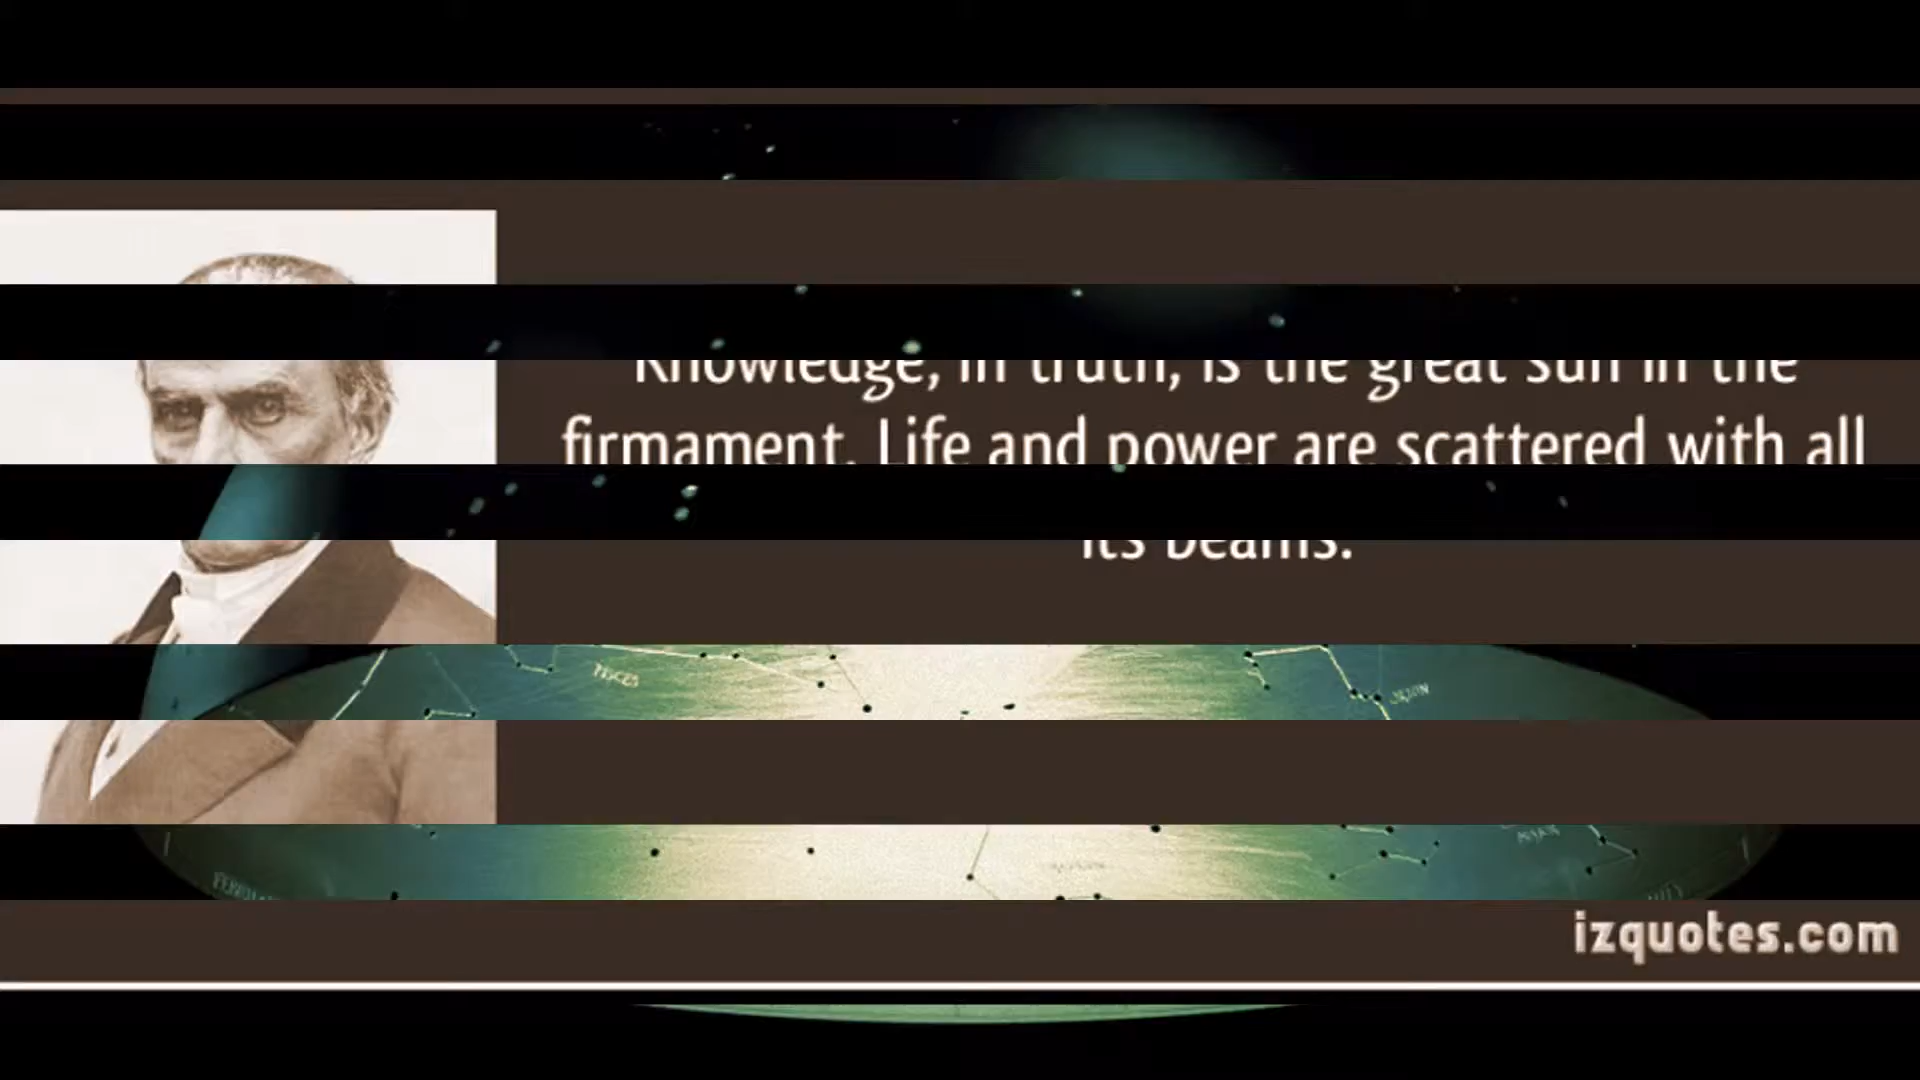 Knowledge, in truth, is the great sun in the
firmament. Life and power are scattered with all
its beams.
PISCES
izquotes.com